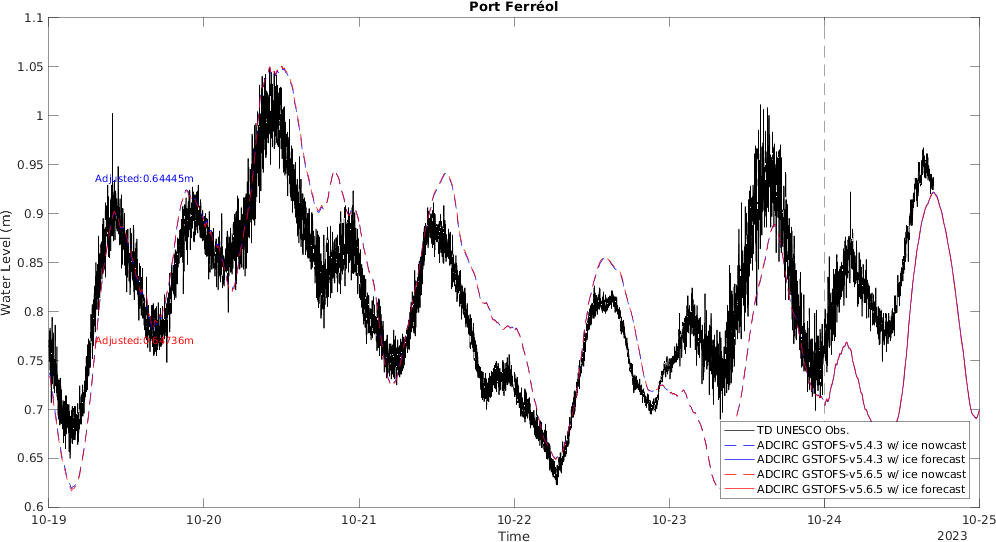 Port Ferréol
1.1
1.05
1
0.95
0.9
0.85
0.8
0.75
0.7
0.65
0.6
Water Level (m)
Adjusted:0.64445m
TD UNESCO Obs.
ADCIRC GSTOFS-v5.4.3 w/ ice nowcast
ADCIRC GSTOFS-v5.4.3 w/ ice forecast
ADCIRC GSTOFS-v5.6.5 w/ ice nowcast
ADCIRC GSTOFS-v5.6.5 w/ ice forecast
10-19 10-20 10-21 10-22 10-23 10-24 10-25
Time
2023